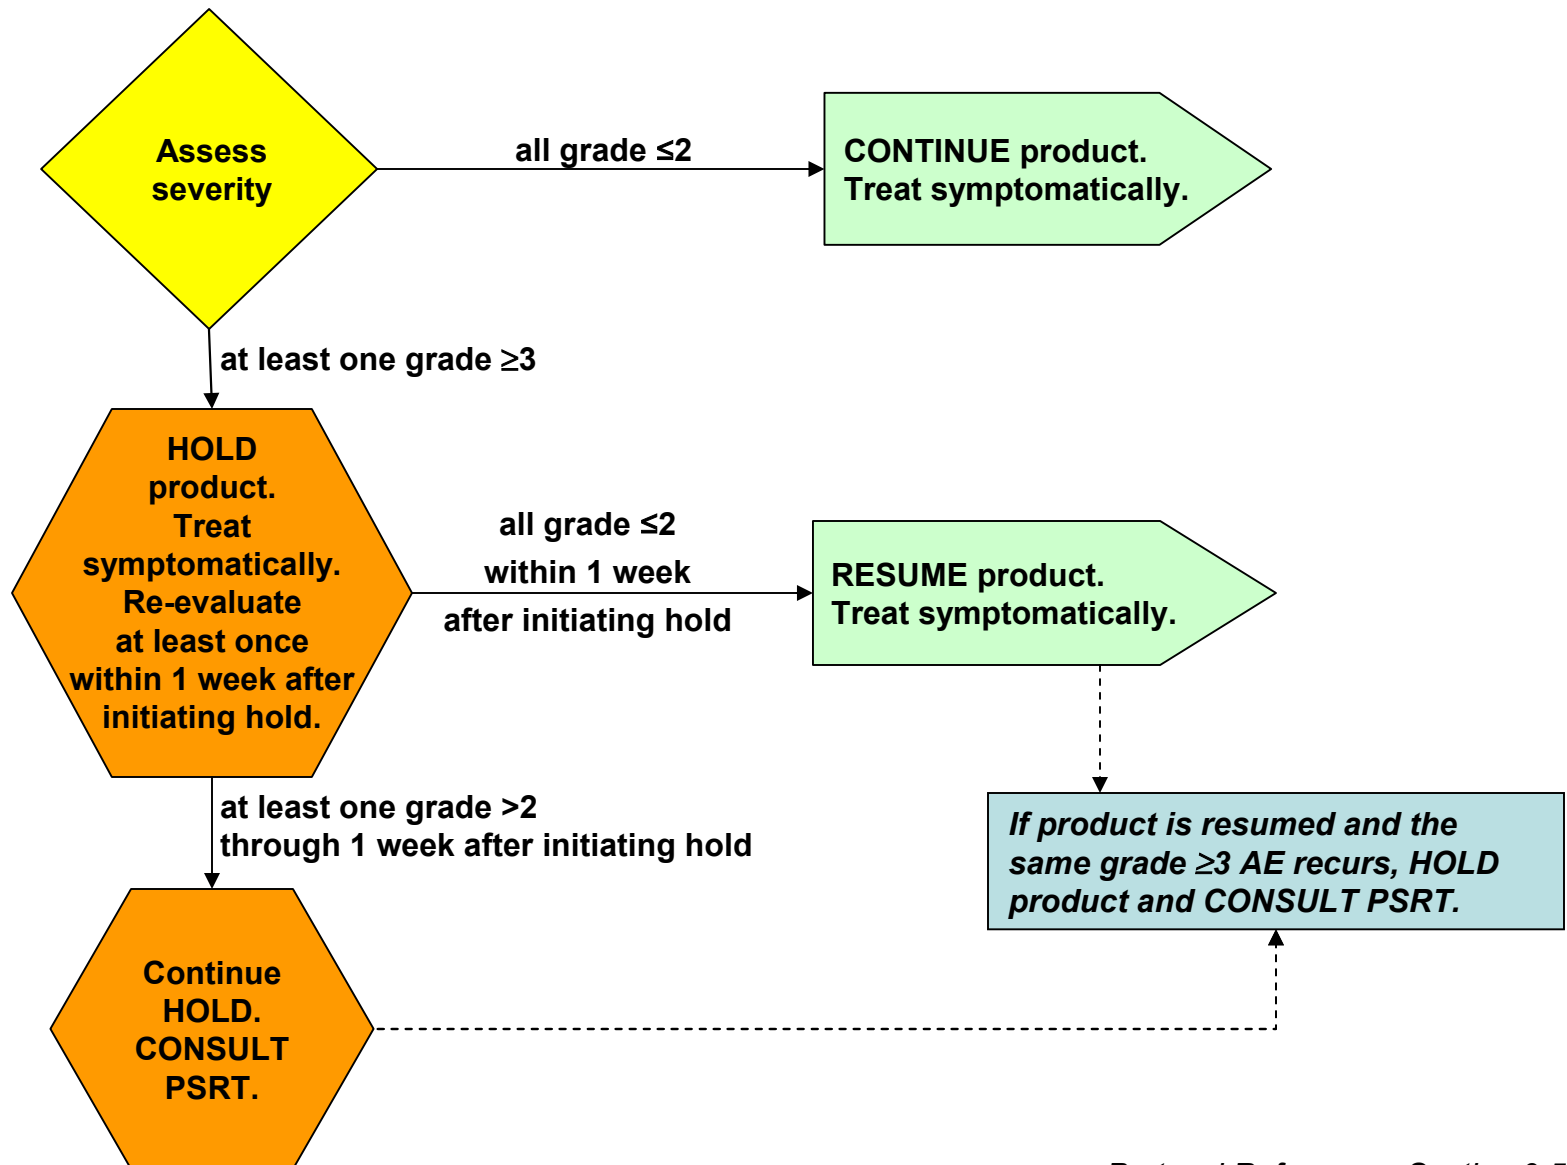 Assess
severity
all grade ≤2
CONTINUE product.
Treat symptomatically.
at least one grade ≥3
HOLD
product.
Treat
symptomatically.
Re-evaluate
at least once
within 1 week after
initiating hold.
all grade ≤2
within 1 week
after initiating hold
RESUME product.
Treat symptomatically.
at least one grade >2
through 1 week after initiating hold
If product is resumed and the
same grade ≥3 AE recurs, HOLD
product and CONSULT PSRT.
Continue
HOLD.
CONSULT
PSRT.